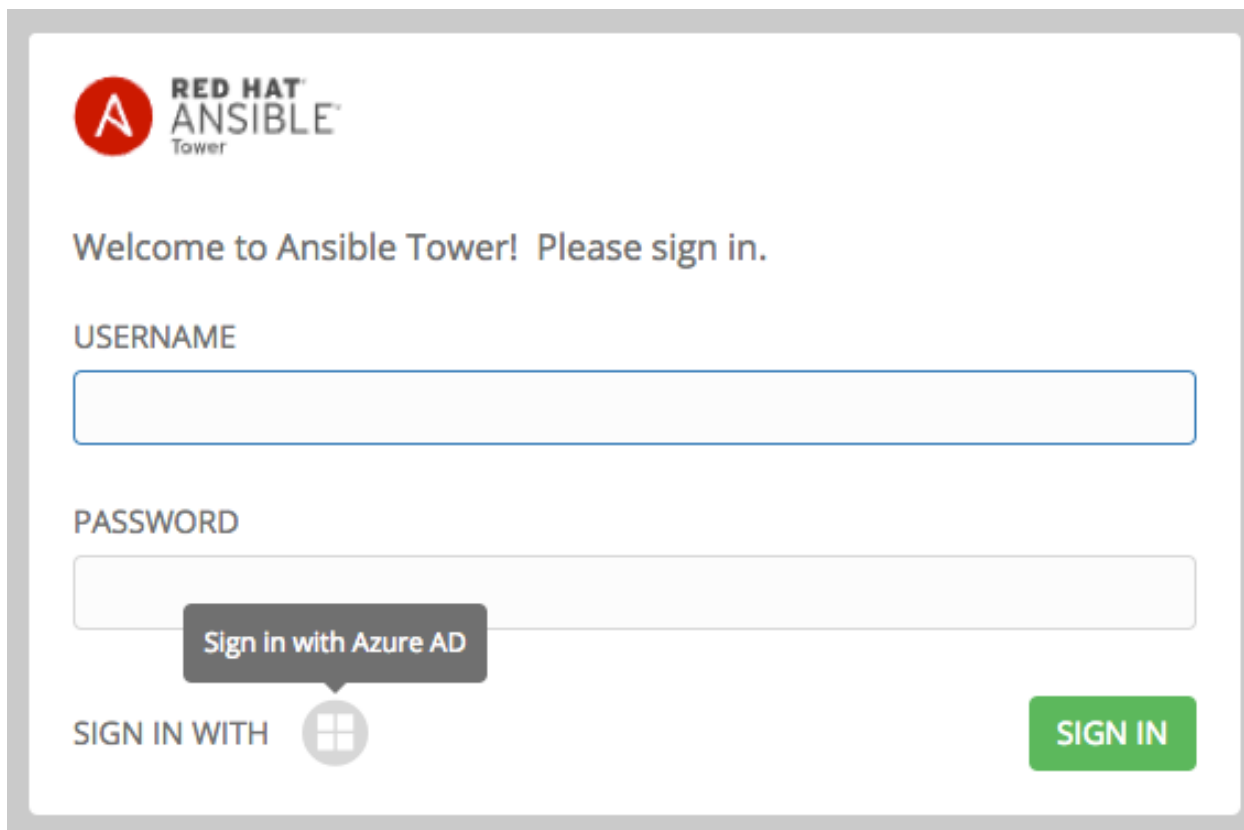 RED HAT
ANSIBLE
Tower
Welcome to Ansible Tower! Please sign in.
USERNAME
PASSWORD
Sign in with Azure AD
SIGN IN WITH
SIGN IN